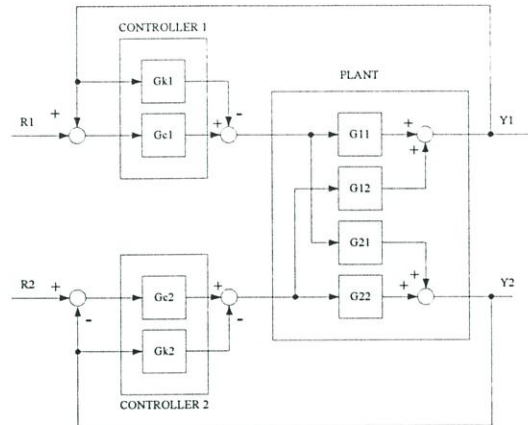 CONTROLLER 1
Gk1
-
PLANT
+
R1
Gc1
+
G11
+
Y1
+
G12
G21
+
R2
+
Gc2
+
G22
+
Y2
-
-
Gk2
CONTROLLER 2